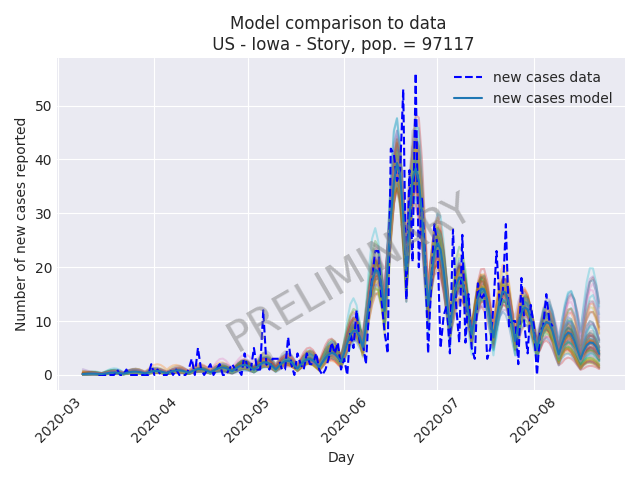 Model comparison to data
US - Iowa - Story, pop. = 97117
new cases data
new cases model
Number of new cases reported
50
40
30
20
10
0
PRELIMINARY
2020-03
2020-04
2020-05
2020-06
2020-07
2020-08
Day